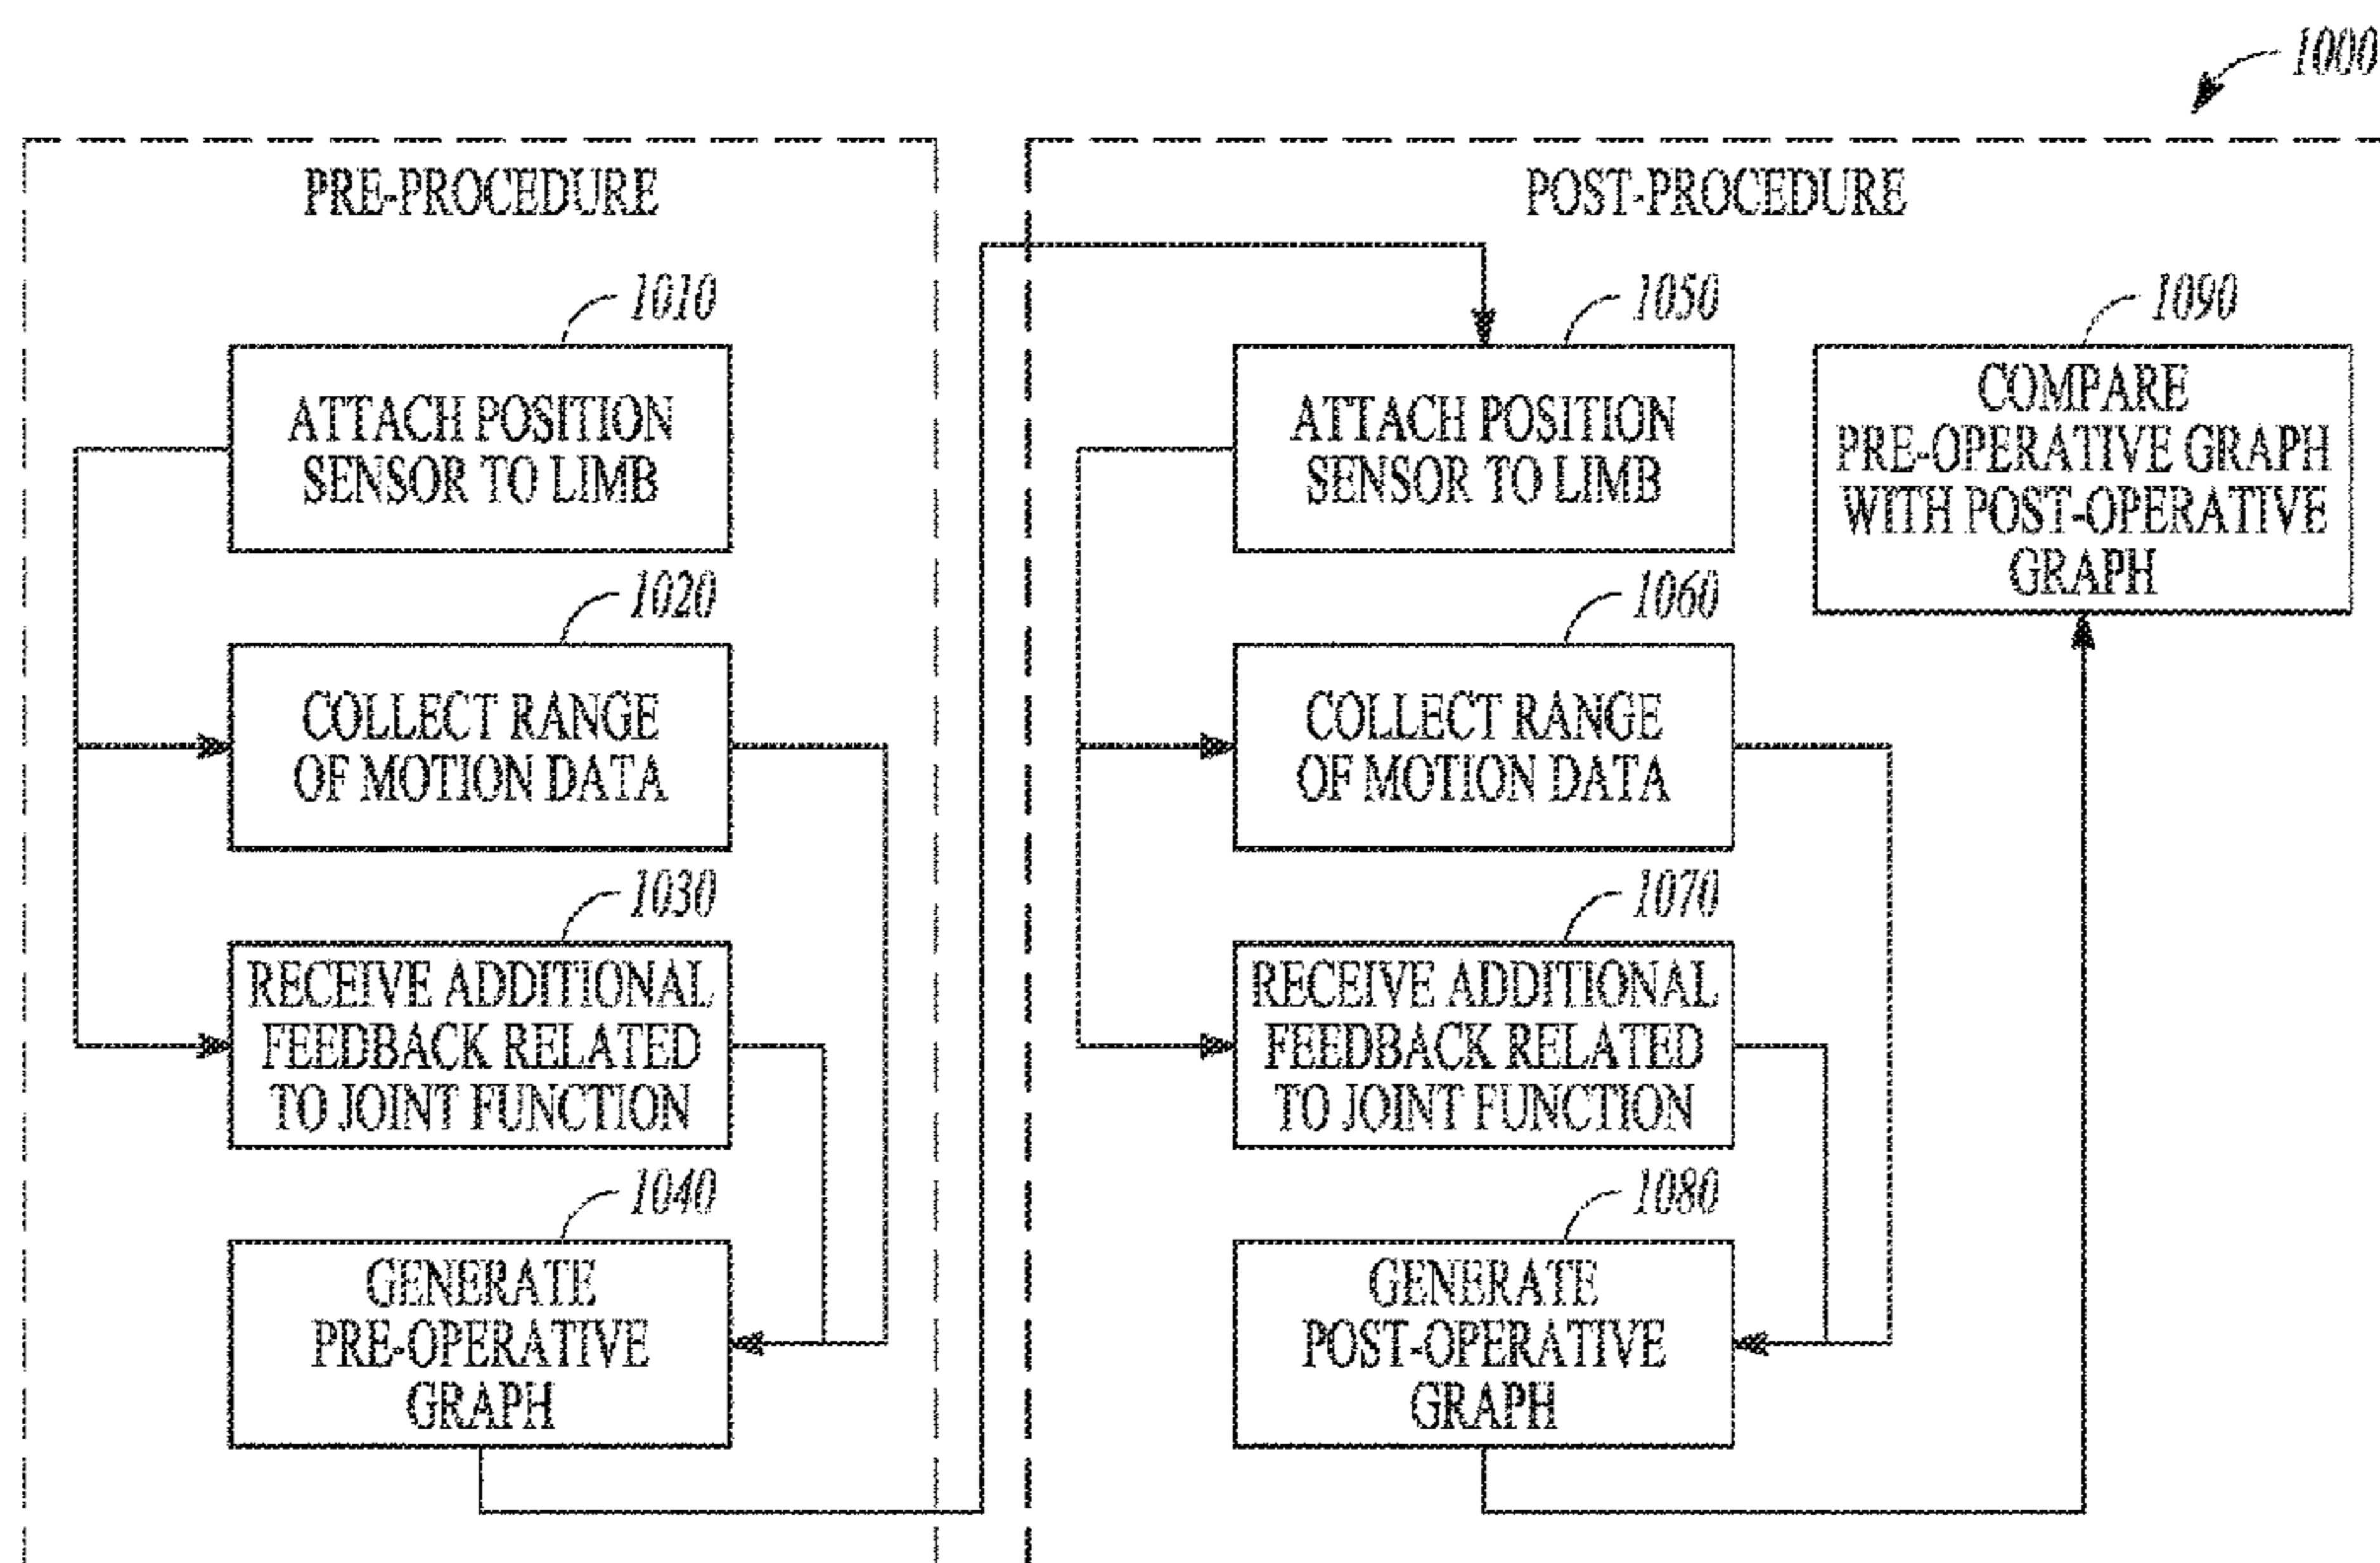 1000
PRE-PROCEDURE
1010
ATTACH POSITION
SENSOR TO LIMB
1020
COLLECT RANGE
OF MOTION DATA
1030
RECEIVE ADDITIONAL
FEEDBACK RELATED
TO JOINT FUNCTION
1040
GENERATE
PRE-OPERATIVE
GRAPH
POST-PROCEDURE
1050
ATTACH POSITION
SENSOR TO LIMB
1060
COLLECT RANGE
OF MOTION DATA
1070
RECEIVE ADDITIONAL
FEEDBACK RELATED
TO JOINT FUNCTION
1080
GENERATE
POST-OPERATIVE
GRAPH
1090
COMPARE
PRE-OPERATIVE GRAPH
WITH POST-OPERATIVE
GRAPH